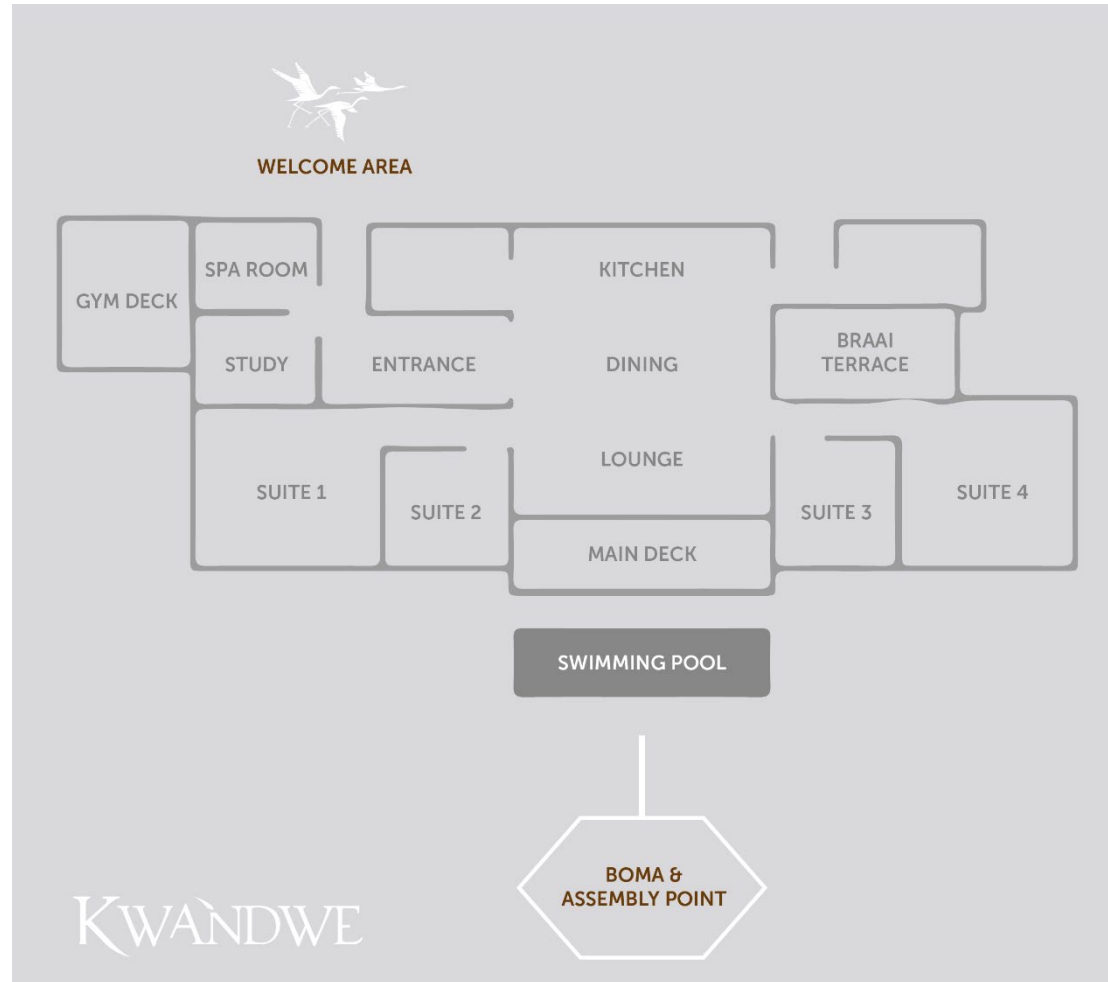 WELCOME AREA
SPA ROOM
KITCHEN
GYM DECK
BRAAI
TERRACE
STUDY
ENTRANCE
DINING
LOUNGE
SUITE 1
SUITE 2
SUITE 3
SUITE 4
MAIN DECK
SWIMMING POOL
BOMA &
ASSEMBLY POINT
KWÀNDWE